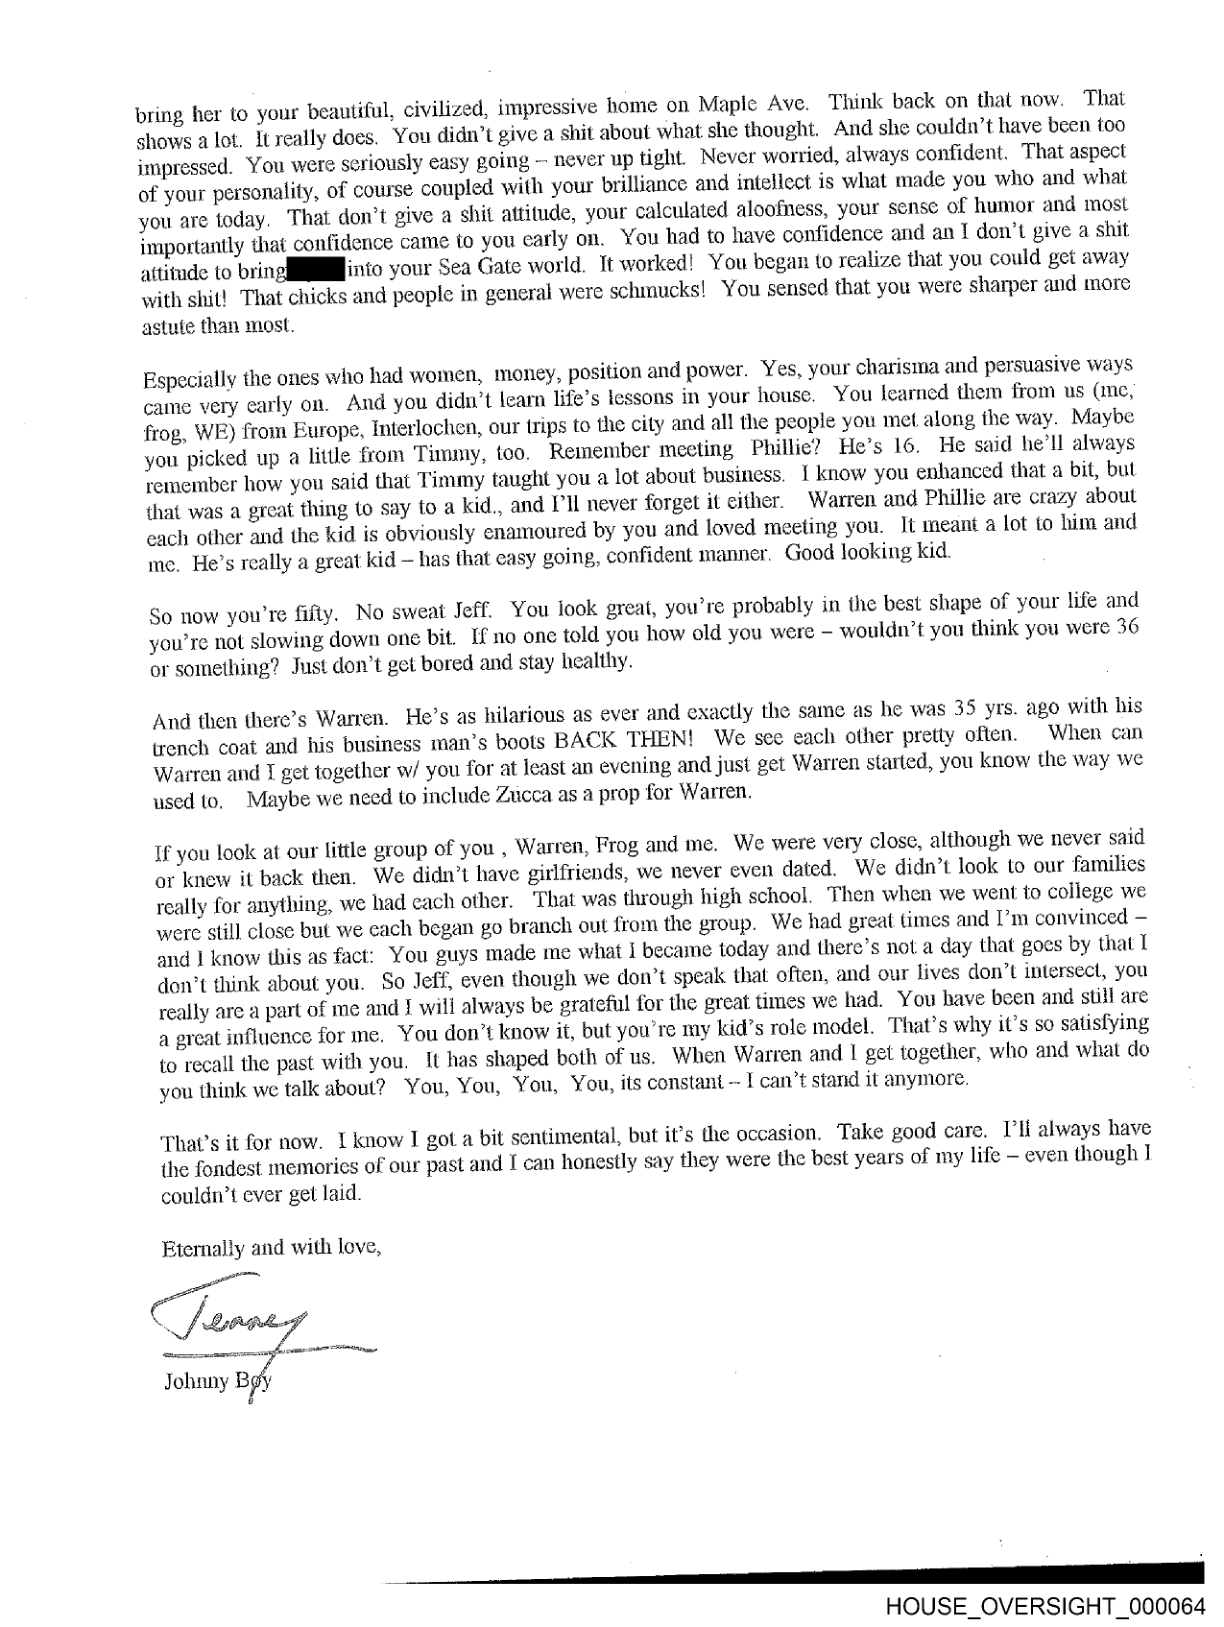 bring her to your beautiful, civilized, impressive home on Maple Ave. Think back on that now. That
shows a lot. It really does. You didn't give a shit about what she thought. And she couldn't have been too
impressed. You were seriously easy going – never up tight. Never worried, always confident. That aspect
of your personality, of course coupled with your brilliance and intellect is what made you who and what
you are today. That don't give a shit attitude, your calculated aloofness, your sense of humor and most
importantly that confidence came to you early on. You had to have confidence and an I don't give a shit
attitude to bring into your Sea Gate world. It worked! You began to realize that you could get away
with shit! That chicks and people in general were schmucks! You sensed that you were sharper and more
astute than most.
Especially the ones who had women, money, position and power. Yes, your charisma and persuasive ways
came very early on. And you didn't learn life's lessons in your house. You learned them from us (me,
frog, WE) from Europe, Interlochen, our trips to the city and all the people you met along the way. Maybe
you picked up a little from Timmy, too. Remember meeting Phillie? He's 16. He said he'll always
remember how you said that Timmy taught you a lot about business. I know you enhanced that a bit, but
that was a great thing to say to a kid., and I'll never forget it either. Warren and Phillie are crazy about
each other and the kid is obviously enamoured by you and loved meeting you. It meant a lot to him and
me. He's really a great kid – has that easy going, confident manner. Good looking kid.
So now you're fifty. No sweat Jeff. You look great, you're probably in the best shape of your life and
you're not slowing down one bit. If no one told you how old you were – wouldn't you think you were 36
or something? Just don't get bored and stay healthy.
And then there's Warren. He's as hilarious as ever and exactly the same as he was 35 yrs. ago with his
trench coat and his business man's boots BACK THEN! We see each other pretty often. When can
Warren and I get together w/ you for at least an evening and just get Warren started, you know the way we
used to. Maybe we need to include Zucca as a prop for Warren.
If you look at our little group of you , Warren, Frog and me. We were very close, although we never said
or knew it back then. We didn't have girlfriends, we never even dated. We didn't look to our families
really for anything, we had each other. That was through high school. Then when we went to college we
were still close but we each began go branch out from the group. We had great times and I'm convinced –
and I know this as fact: You guys made me what I became today and there's not a day that goes by that I
don't think about you. So Jeff, even though we don't speak that often, and our lives don't intersect, you
really are a part of me and I will always be grateful for the great times we had. You have been and still are
a great influence for me. You don't know it, but you're my kid's role model. That's why it's so satisfying
to recall the past with you. It has shaped both of us. When Warren and I get together, who and what do
you think we talk about? You, You, You, You, its constant – I can't stand it anymore.
That's it for now. I know I got a bit sentimental, but it's the occasion. Take good care. I'll always have
the fondest memories of our past and I can honestly say they were the best years of my life – even though I
couldn't ever get laid.
Eternally and with love,
Johnny Boy
HOUSE_OVERSIGHT_000064